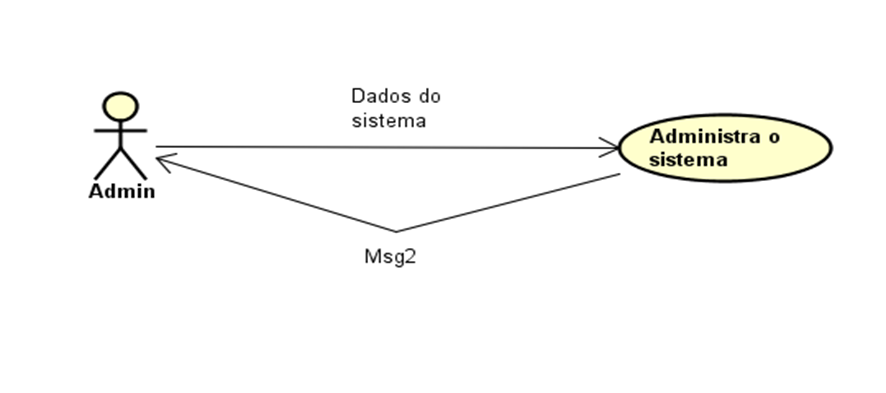 Dados do
sistema
Administra o
sistema
Admin
Msg2